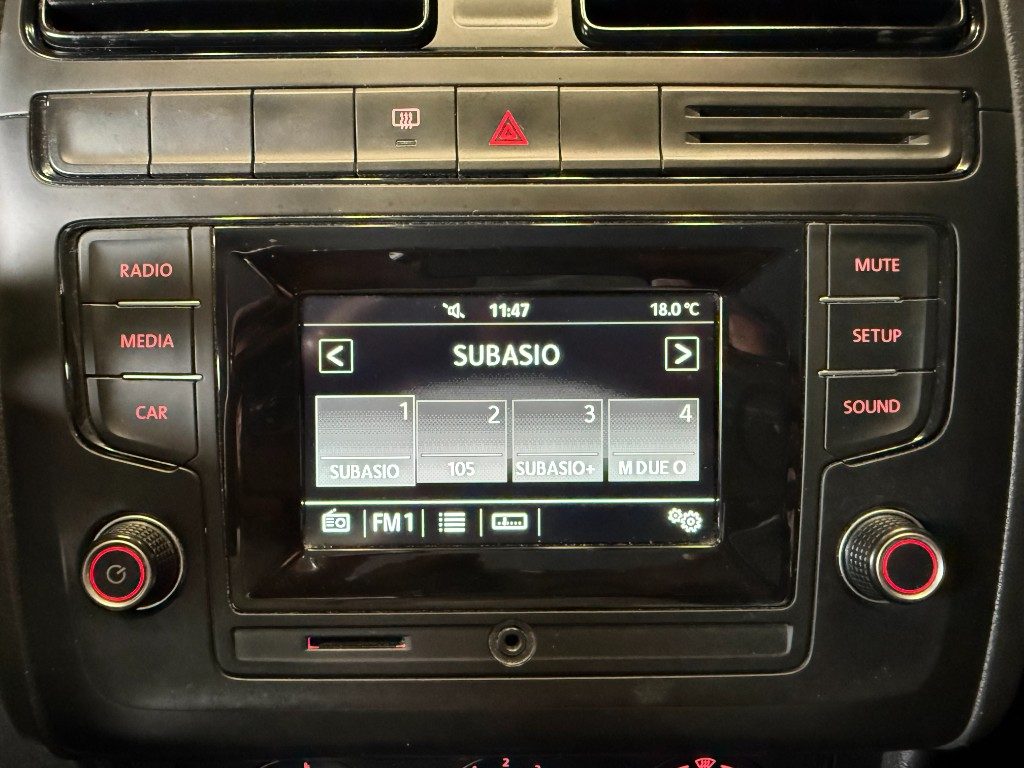 RADIO
MEDIA
CAR
MUTE
SETUP
SOUND
11:47
18.0 °C
< SUBASIO >
1 2 3 4
SUBASIO 105 SUBASIO+ M DUE O
FM1
2